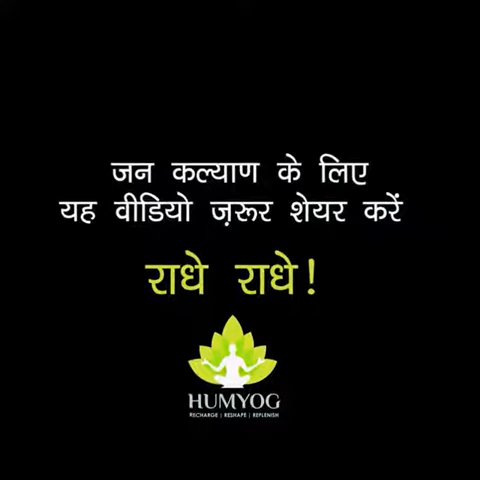 जन कल्याण के लिए
यह वीडियो ज़रूर शेयर करें
राधे राधे!
HUMYOG
RECHARGE | RESHAPE | REPLENISH